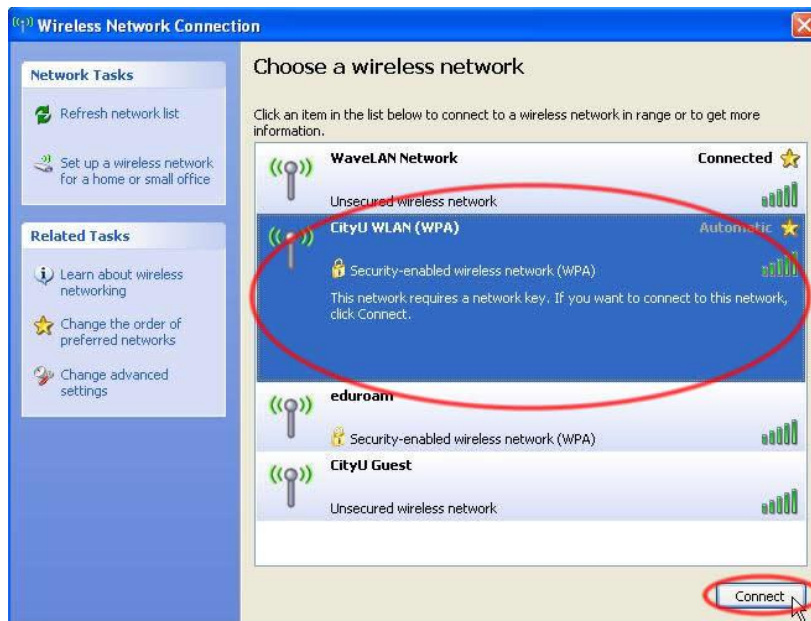 Wireless Network Connection
Network Tasks
Refresh network list
Set up a wireless network
for a home or small office
Related Tasks
Learn about wireless
networking
Change the order of
preferred networks
Change advanced
settings
Choose a wireless network
Click an item in the list below to connect to a wireless network in range or to get more
information.
WaveLAN Network
Connected
Unsecured wireless network
CityU WLAN (WPA)
Automatic
Security-enabled wireless network (WPA)
This network requires a network key. If you want to connect to this network,
click Connect.
eduroam
Security-enabled wireless network (WPA)
CityU Guest
Unsecured wireless network
Connect